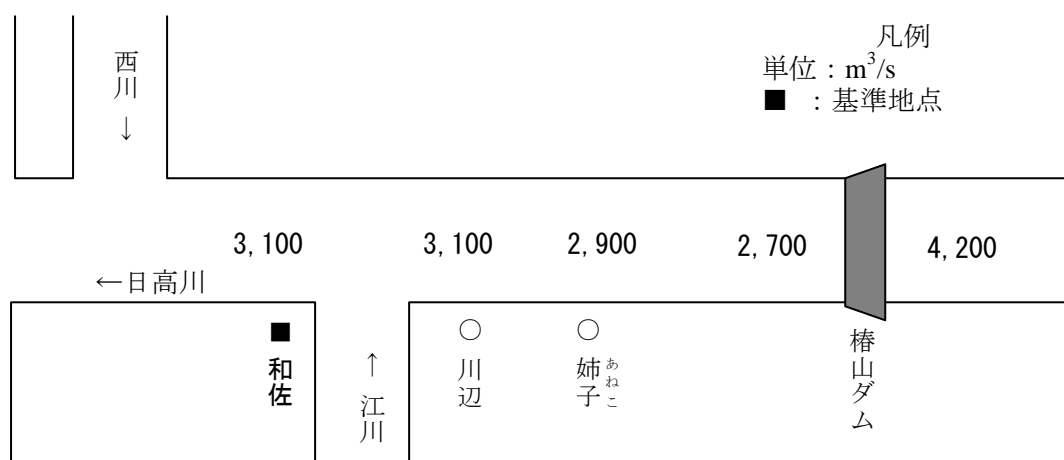 凡例
単位：m³/s
■ ：基準地点
西川
↓
3,100
3,100
2,900
2,700
4,200
←日高川
■
和佐
↑
江川
○
川辺
○
姉子
あねこ
椿山ダム